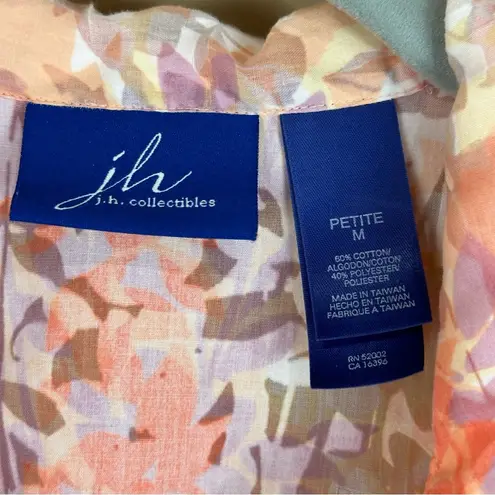 jh
j.h. collectibles
PETITE
M
60% COTTON/
ALGODON/COTON
40% POLYESTER/
POLIESTER
MADE IN TAIWAN
HECHO EN TAIWAN
FABRIQUE A TAIWAN
RN 52002
CA 16396